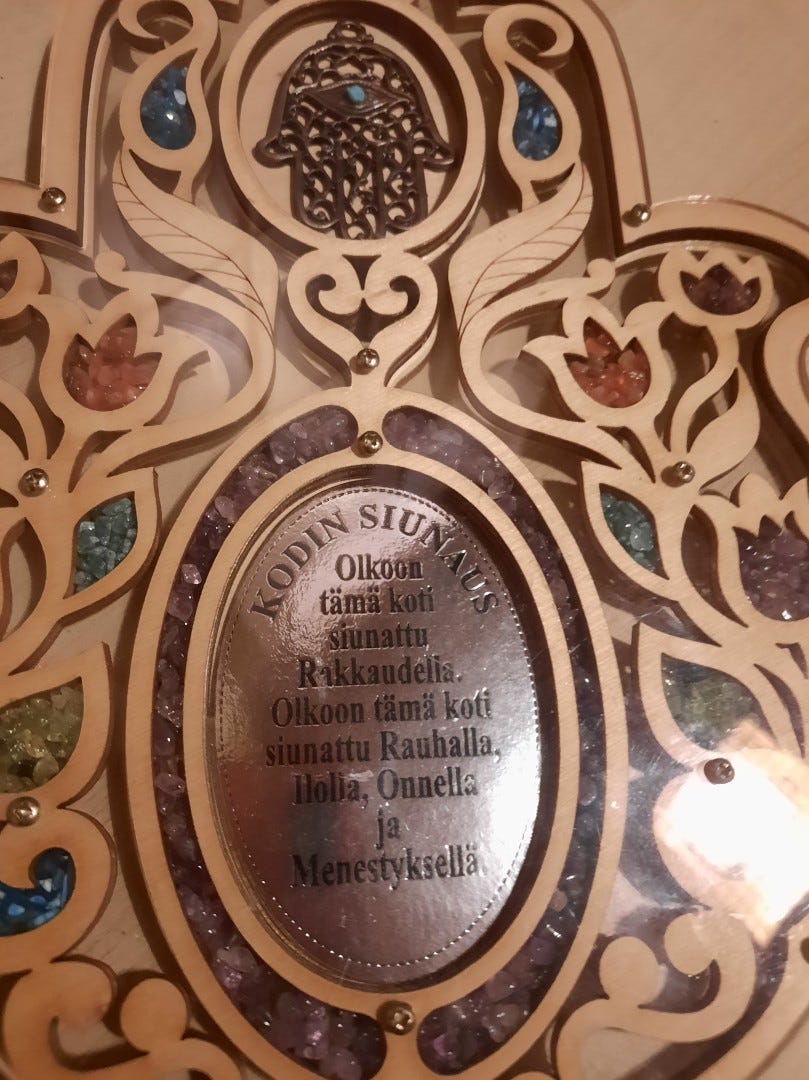 KODIN SIUNAUS
Olkoon
tämä koti
siunattu
Rakkaudella.
Olkoon tämä koti
siunattu Rauhalla,
Ilolla, Onnella
ja
Menestyksellä